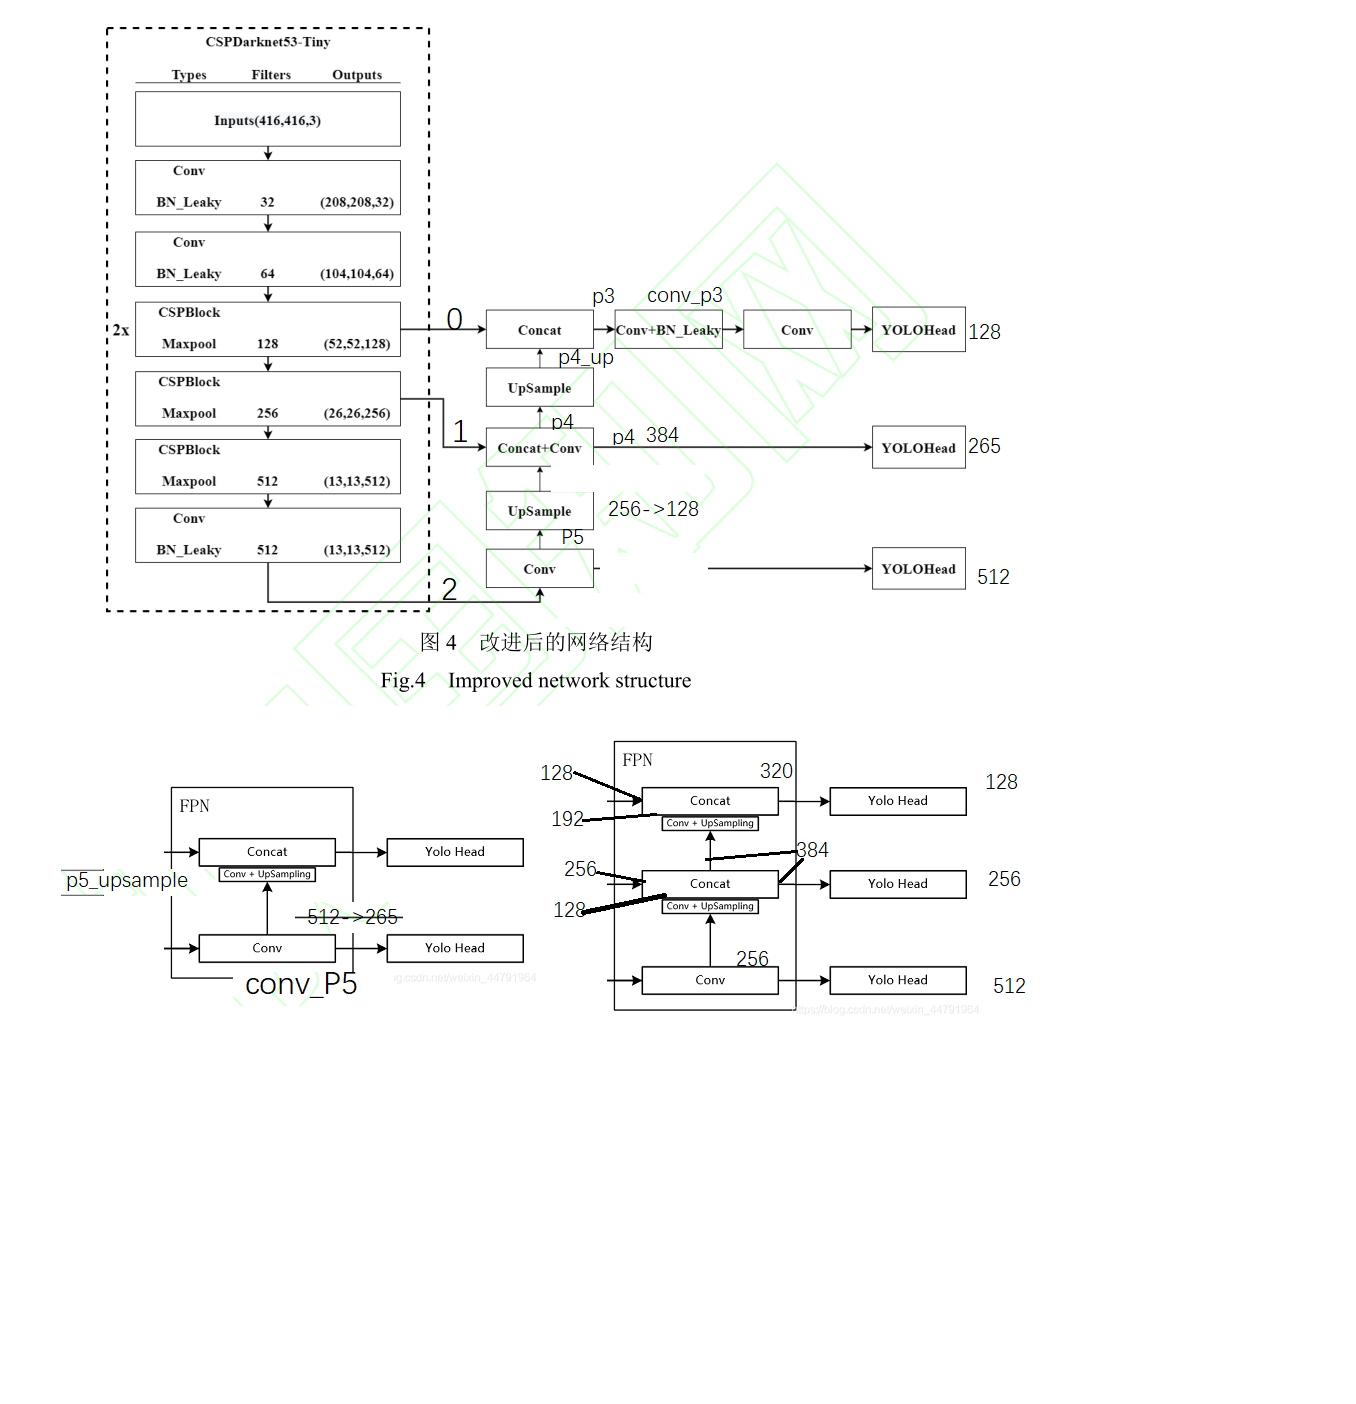 CSPDarknet53-Tiny
Types Filters Outputs
Inputs(416,416,3)
Conv
BN_Leaky 32 (208,208,32)
Conv
BN_Leaky 64 (104,104,64)
2x
CSPBlock
Maxpool 128 (52,52,128)
CSPBlock
Maxpool 256 (26,26,256)
CSPBlock
Maxpool 512 (13,13,512)
Conv
BN_Leaky 512 (13,13,512)
0
Concat
p3
conv_p3
Conv+BN_Leaky
Conv
YOLOHead
128
p4_up
UpSample
p4
1
Concat+Conv
p4 384
YOLOHead
265
UpSample
256->128
P5
Conv
YOLOHead
512
2
图 4 改进后的网络结构
Fig.4 Improved network structure
FPN
Concat
Yolo Head
Conv + UpSampling
p5_upsample
512->265
Conv
Yolo Head
conv_P5
g.csdn.net/weixin_44791964
FPN
128
320
Concat
Yolo Head
128
192
Conv + UpSampling
384
256
Concat
Yolo Head
256
128
Conv + UpSampling
256
Conv
Yolo Head
512
https://blog.csdn.net/weixin_44791964